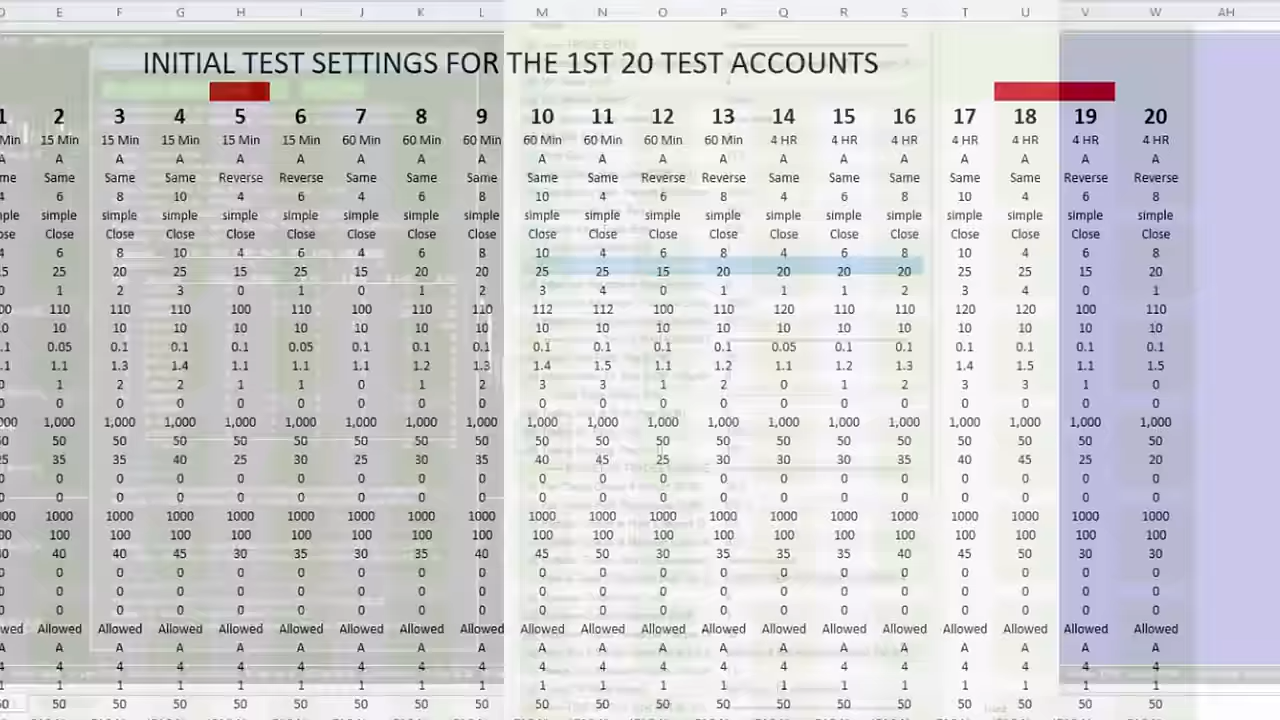 F G H I J K L M N O P Q R S T U V W AH
INITIAL TEST SETTINGS FOR THE 1ST 20 TEST ACCOUNTS
1 2 3 4 5 6 7 8 9 10 11 12 13 14 15 16 17 18 19 20
Min 15 Min 15 Min 15 Min 15 Min 15 Min 60 Min 60 Min 60 Min 60 Min 60 Min 60 Min 60 Min 4 HR 4 HR 4 HR 4 HR 4 HR 4 HR 4 HR
A A A A A A A A A A A A A A A A A A A A
me Same Same Same Reverse Reverse Same Same Same Same Same Reverse Reverse Same Same Same Same Same Reverse Reverse
4 6 8 10 4 6 4 6 8 10 4 6 8 4 6 8 10 4 6 8
ple simple simple simple simple simple simple simple simple simple simple simple simple simple simple simple simple simple simple simple
ose Close Close Close Close Close Close Close Close Close Close Close Close Close Close Close Close Close Close Close
4 6 8 10 4 6 4 6 8 10 4 6 8 4 6 8 10 4 6 8
5 25 20 25 15 25 15 20 20 25 25 15 20 20 20 20 25 25 15 20
0 1 2 3 0 1 0 1 2 3 4 0 1 1 1 2 3 4 0 1
00 110 110 110 100 110 100 110 110 112 112 100 110 120 110 110 120 120 100 110
0 10 10 10 10 10 10 10 10 10 10 10 10 10 10 10 10 10 10 10
.1 0.05 0.1 0.1 0.1 0.05 0.1 0.1 0.1 0.1 0.1 0.1 0.1 0.05 0.1 0.1 0.1 0.1 0.1 0.1
.1 1.1 1.3 1.4 1.1 1.1 1.1 1.2 1.3 1.4 1.5 1.1 1.2 1.1 1.2 1.3 1.4 1.5 1.1 1.5
0 1 2 2 1 1 0 1 2 3 3 1 2 0 1 2 3 3 1 0
0 0 0 0 0 0 0 0 0 0 0 0 0 0 0 0 0 0 0 0
000 1,000 1,000 1,000 1,000 1,000 1,000 1,000 1,000 1,000 1,000 1,000 1,000 1,000 1,000 1,000 1,000 1,000 1,000 1,000
50 50 50 50 50 50 50 50 50 50 50 50 50 50 50 50 50 50 50 50
25 35 35 40 25 30 25 30 35 40 45 25 30 30 30 35 40 45 25 20
0 0 0 0 0 0 0 0 0 0 0 0 0 0 0 0 0 0 0 0
0 0 0 0 0 0 0 0 0 0 0 0 0 0 0 0 0 0 0 0
000 1000 1000 1000 1000 1000 1000 1000 1000 1000 1000 1000 1000 1000 1000 1000 1000 1000 1000 1000
00 100 100 100 100 100 100 100 100 100 100 100 100 100 100 100 100 100 100 100
0 40 40 45 30 35 30 35 40 45 50 30 35 35 35 40 45 50 30 30
0 0 0 0 0 0 0 0 0 0 0 0 0 0 0 0 0 0 0 0
0 0 0 0 0 0 0 0 0 0 0 0 0 0 0 0 0 0 0 0
0 0 0 0 0 0 0 0 0 0 0 0 0 0 0 0 0 0 0 0
wed Allowed Allowed Allowed Allowed Allowed Allowed Allowed Allowed Allowed Allowed Allowed Allowed Allowed Allowed Allowed Allowed Allowed Allowed Allowed
A A A A A A A A A A A A A A A A A A A A
4 4 4 4 4 4 4 4 4 4 4 4 4 4 4 4 4 4 4 4
1 1 1 1 1 1 1 1 1 1 1 1 1 1 1 1 1 1 1 1
50 50 50 50 50 50 50 50 50 50 50 50 50 50 50 50 50 50 50 50